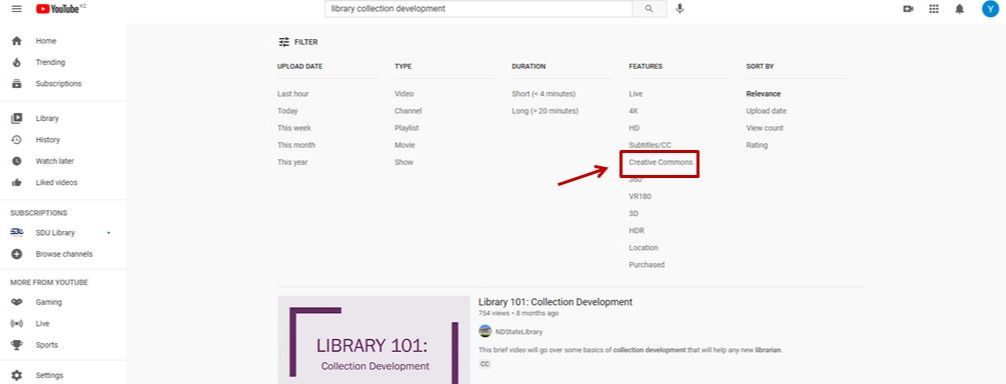 YouTube KZ
library collection development
Y
Home
Trending
Subscriptions
Library
History
Watch later
Liked videos
SUBSCRIPTIONS
SDU Library
Browse channels
MORE FROM YOUTUBE
Gaming
Live
Sports
Settings
FILTER
UPLOAD DATE
Last hour
Today
This week
This month
This year
TYPE
Video
Channel
Playlist
Movie
Show
DURATION
Short (< 4 minutes)
Long (> 20 minutes)
FEATURES
Live
4K
HD
Subtitles/CC
Creative Commons
360°
VR180
3D
HDR
Location
Purchased
SORT BY
Relevance
Upload date
View count
Rating
LIBRARY 101:
Collection Development
Library 101: Collection Development
754 views • 8 months ago
NDStateLibrary
This brief video will go over some basics of collection development that will help any new librarian.
CC